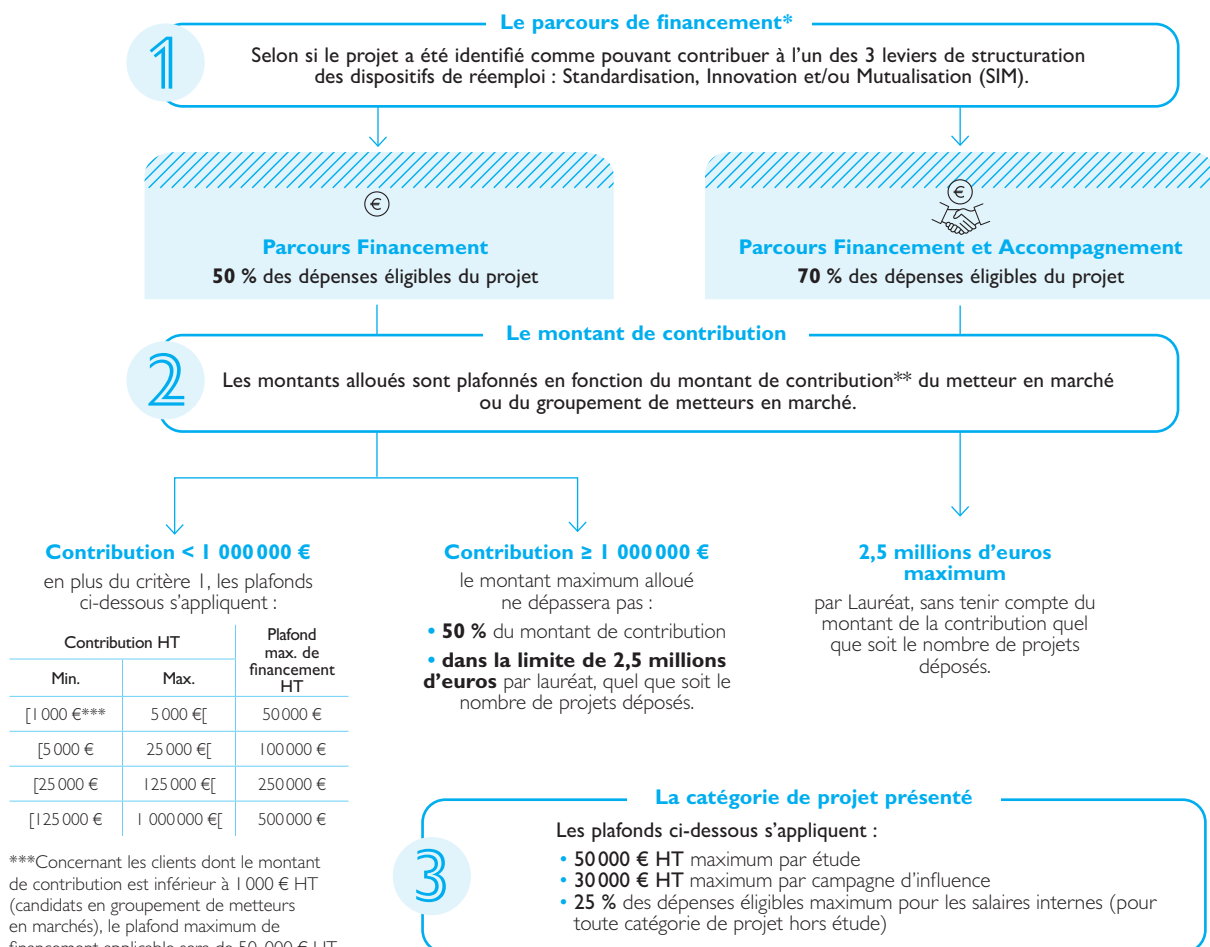 Le parcours de financement*
1
Selon si le projet a été identifié comme pouvant contribuer à l'un des 3 leviers de structuration
des dispositifs de réemploi : Standardisation, Innovation et/ou Mutualisation (SIM).
€
Parcours Financement
50 % des dépenses éligibles du projet
€
Parcours Financement et Accompagnement
70 % des dépenses éligibles du projet
Le montant de contribution
2
Les montants alloués sont plafonnés en fonction du montant de contribution** du metteur en marché
ou du groupement de metteurs en marché.
Contribution < 1 000 000 €
en plus du critère 1, les plafonds
ci-dessous s'appliquent :
Contribution HT
Plafond
max. de
financement
HT
Min. Max.
[1 000 €*** 5 000 €[ 50 000 €
[5 000 € 25 000 €[ 100 000 €
[25 000 € 125 000 €[ 250 000 €
[125 000 € 1 000 000 €[ 500 000 €
***Concernant les clients dont le montant
de contribution est inférieur à 1 000 € HT
(candidats en groupement de metteurs
en marchés), le plafond maximum de
financement applicable sera de 50 000 € HT
Contribution ≥ 1 000 000 €
le montant maximum alloué
ne dépassera pas :
• 50 % du montant de contribution
• dans la limite de 2,5 millions
d'euros par lauréat, quel que soit le
nombre de projets déposés.
2,5 millions d'euros
maximum
par Lauréat, sans tenir compte du
montant de la contribution quel
que soit le nombre de projets
déposés.
La catégorie de projet présenté
3
Les plafonds ci-dessous s'appliquent :
• 50 000 € HT maximum par étude
• 30 000 € HT maximum par campagne d'influence
• 25 % des dépenses éligibles maximum pour les salaires internes (pour
toute catégorie de projet hors étude)